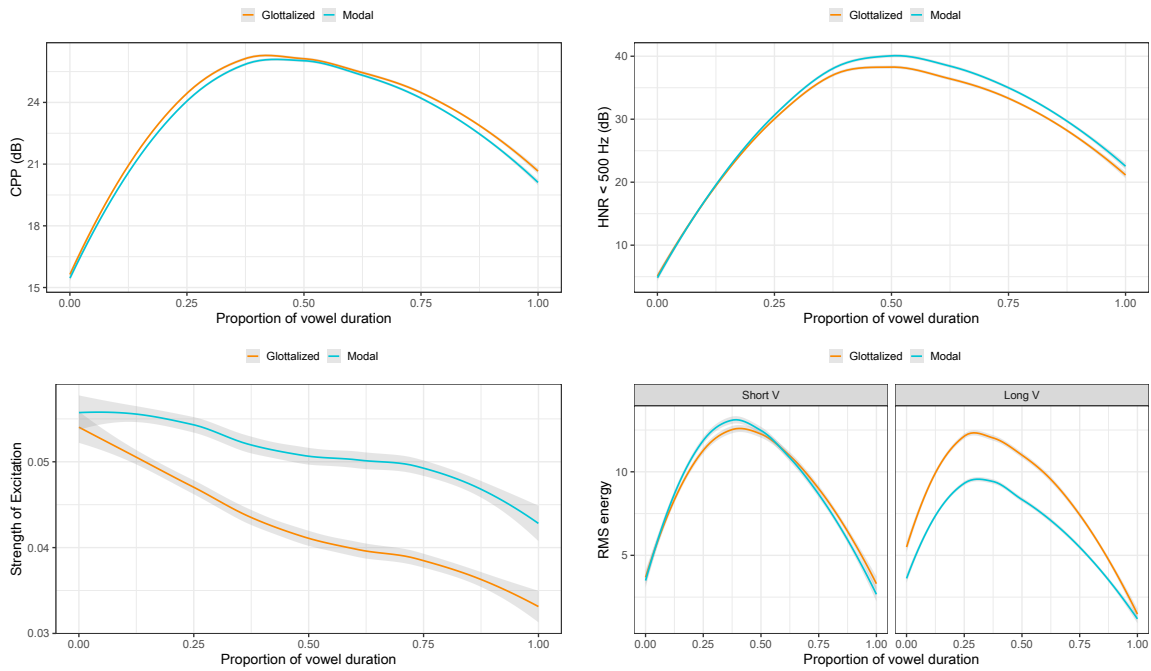 Glottalized Modal
CPP (dB)
24
21
18
15
0.00 0.25 0.50 0.75 1.00
Proportion of vowel duration
Glottalized Modal
HNR < 500 Hz (dB)
40
30
20
10
0.00 0.25 0.50 0.75 1.00
Proportion of vowel duration
Glottalized Modal
Strength of Excitation
0.05
0.04
0.03
0.00 0.25 0.50 0.75 1.00
Proportion of vowel duration
Glottalized Modal
Short V Long V
RMS energy
10
5
0.00 0.25 0.50 0.75 1.00 0.00 0.25 0.50 0.75 1.00
Proportion of vowel duration